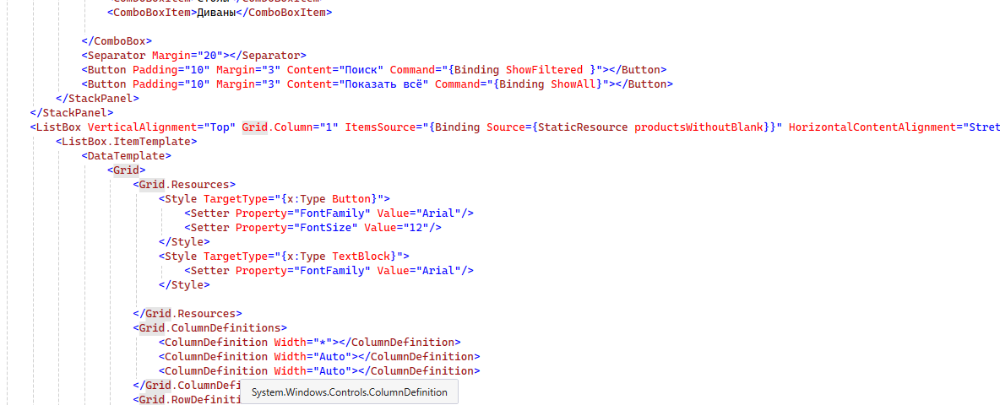 <ComboBoxItem>Столы</ComboBoxItem>
<ComboBoxItem>Диваны</ComboBoxItem>
</ComboBox>
<Separator Margin="20"></Separator>
<Button Padding="10" Margin="3" Content="Поиск" Command="{Binding ShowFiltered }"></Button>
<Button Padding="10" Margin="3" Content="Показать всё" Command="{Binding ShowAll}"></Button>
</StackPanel>
</StackPanel>
<ListBox VerticalAlignment="Top" Grid.Column="1" ItemsSource="{Binding Source={StaticResource productsWithoutBlank}}" HorizontalContentAlignment="Stret
<ListBox.ItemTemplate>
<DataTemplate>
<Grid>
<Grid.Resources>
<Style TargetType="{x:Type Button}">
<Setter Property="FontFamily" Value="Arial"/>
<Setter Property="FontSize" Value="12"/>
</Style>
<Style TargetType="{x:Type TextBlock}">
<Setter Property="FontFamily" Value="Arial"/>
</Style>
</Grid.Resources>
<Grid.ColumnDefinitions>
<ColumnDefinition Width="*"></ColumnDefinition>
<ColumnDefinition Width="Auto"></ColumnDefinition>
<ColumnDefinition Width="Auto"></ColumnDefinition>
</Grid.ColumnDefi
System.Windows.Controls.ColumnDefinition
<Grid.RowDefiniti